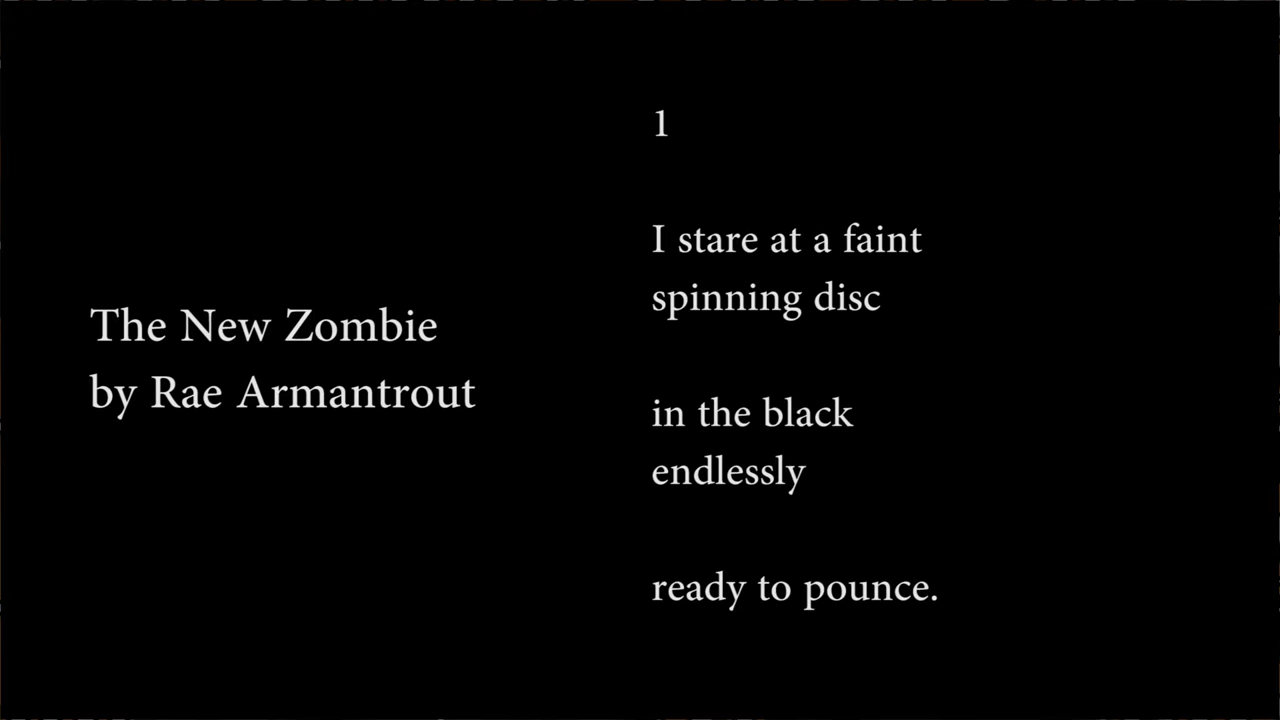 The New Zombie
by Rae Armantrout
1
I stare at a faint
spinning disc
in the black
endlessly
ready to pounce.